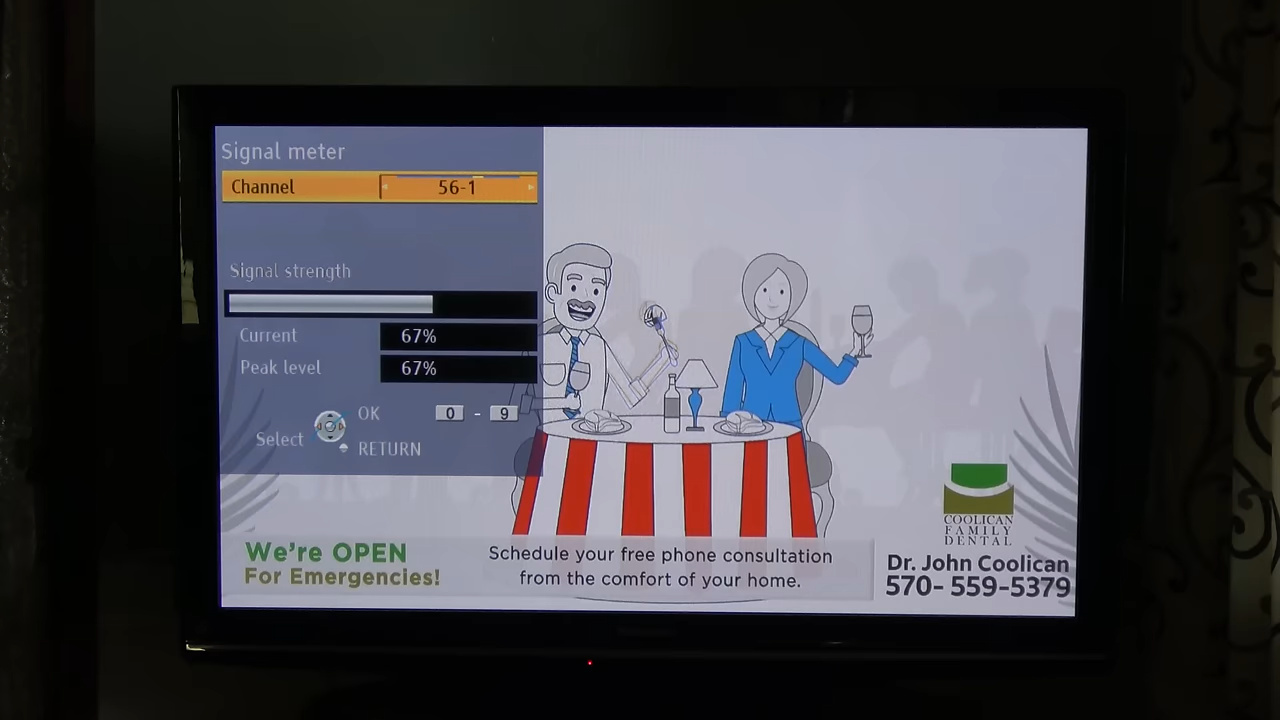 Signal meter
Channel 56-1
Signal strength
Current 67%
Peak level 67%
OK 0 - 9
Select
RETURN
COOLICAN
FAMILY
DENTAL
We're OPEN
For Emergencies!
Schedule your free phone consultation
from the comfort of your home.
Dr. John Coolican
570- 559-5379